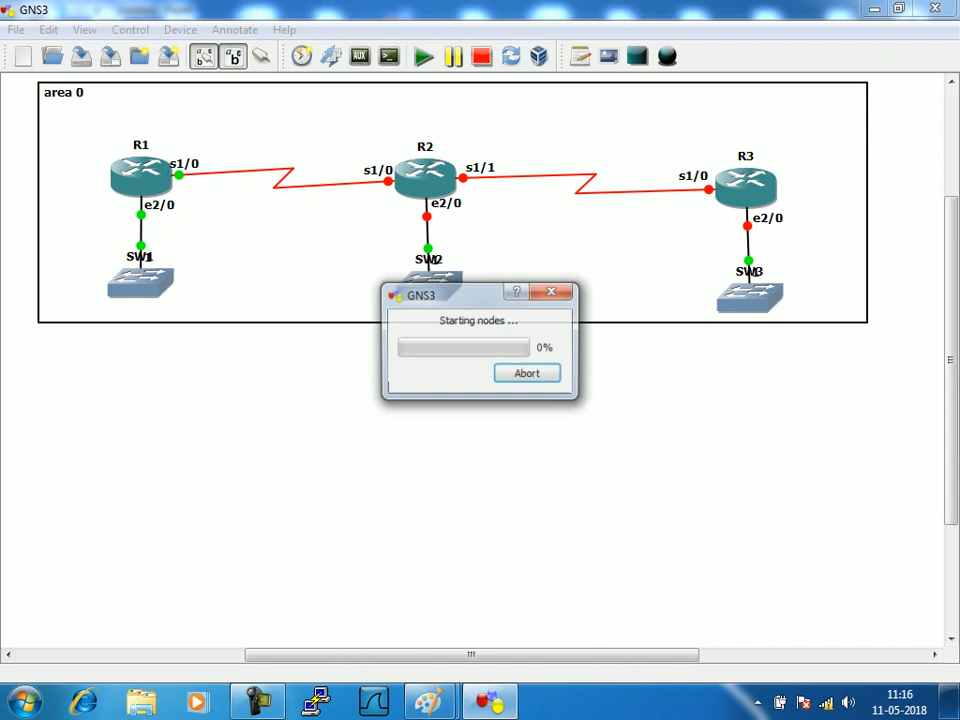 GNS3
File Edit View Control Device Annotate Help
AUX
area 0
R1
R2
R3
s1/0
s1/0
s1/1
s1/0
e2/0
e2/0
e2/0
SW1
SW2
SW3
GNS3
Starting nodes ...
0%
Abort
11:16
11-05-2018